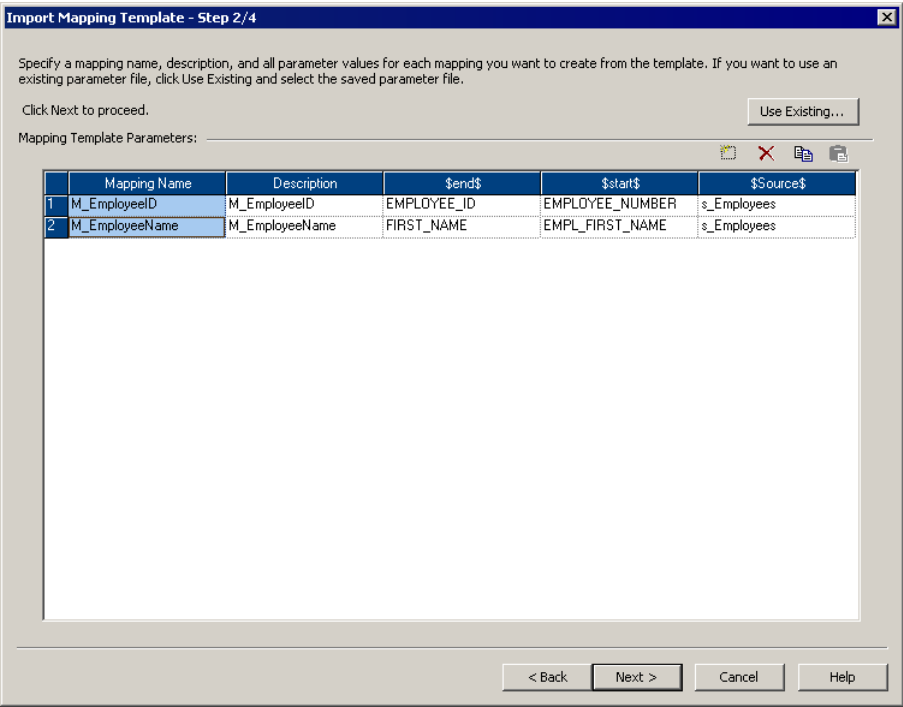 Import Mapping Template - Step 2/4
Specify a mapping name, description, and all parameter values for each mapping you want to create from the template. If you want to use an
existing parameter file, click Use Existing and select the saved parameter file.
Click Next to proceed.
Use Existing...
Mapping Template Parameters:
Mapping Name Description $end$ $start$ $Source$
1 M_EmployeeID M_EmployeeID EMPLOYEE_ID EMPLOYEE_NUMBER s_Employees
2 M_EmployeeName M_EmployeeName FIRST_NAME EMPL_FIRST_NAME s_Employees
< Back Next > Cancel Help